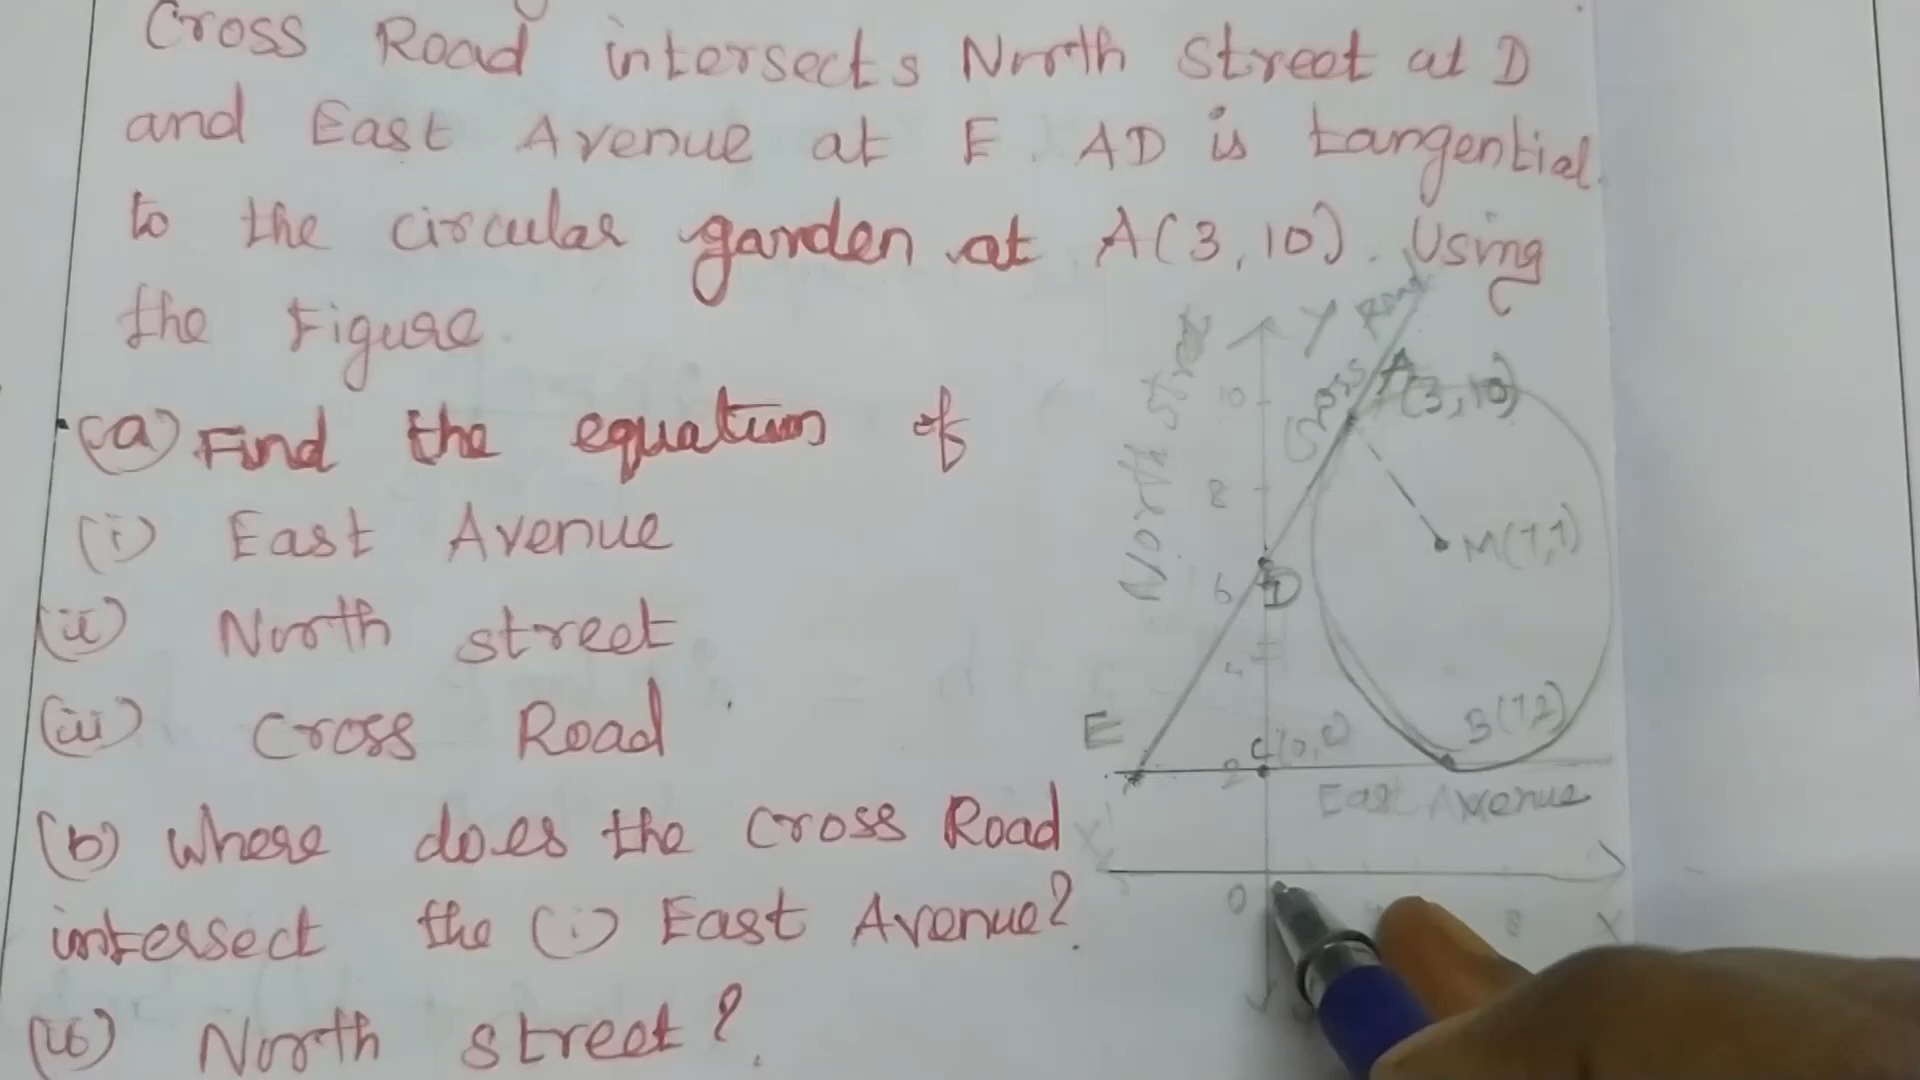 Cross Road intersects North Street at D
and East Avenue at E. AD is tangential
to the circular garden at A(3,10). Using
the Figure.
(a) Find the equation of
(i) East Avenue
(ii) North street
(iii) Cross Road
(b) where does the cross Road
intersect the (i) East Avenue?
(ii) North street?
Y
North Street
Cross Road
A(3,10)
10
8
M(7,7)
6
D
4
E
B(7,2)
2
East Avenue
X'
0
8
X